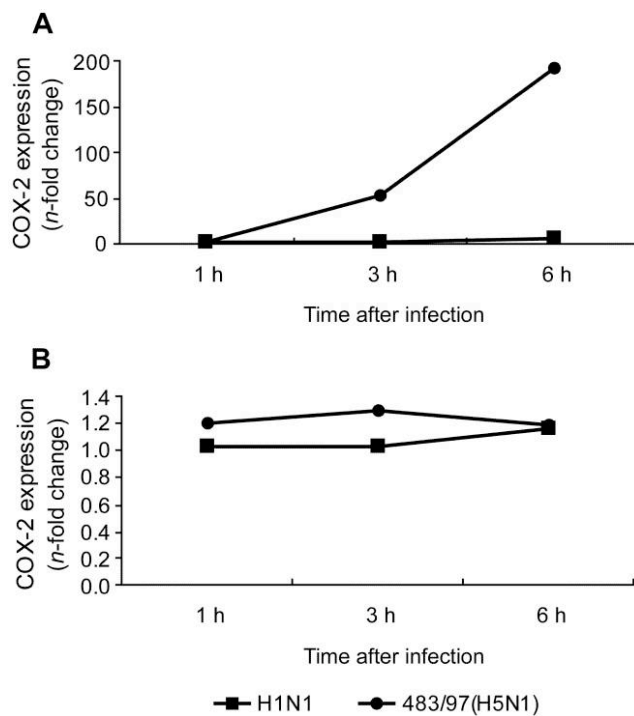 A
COX-2 expression
(n-fold change)
200
150
100
50
0
1 h 3 h 6 h
Time after infection
B
COX-2 expression
(n-fold change)
1.4
1.2
1.0
0.8
0.6
0.4
0.2
0.0
1 h 3 h 6 h
Time after infection
H1N1 483/97(H5N1)